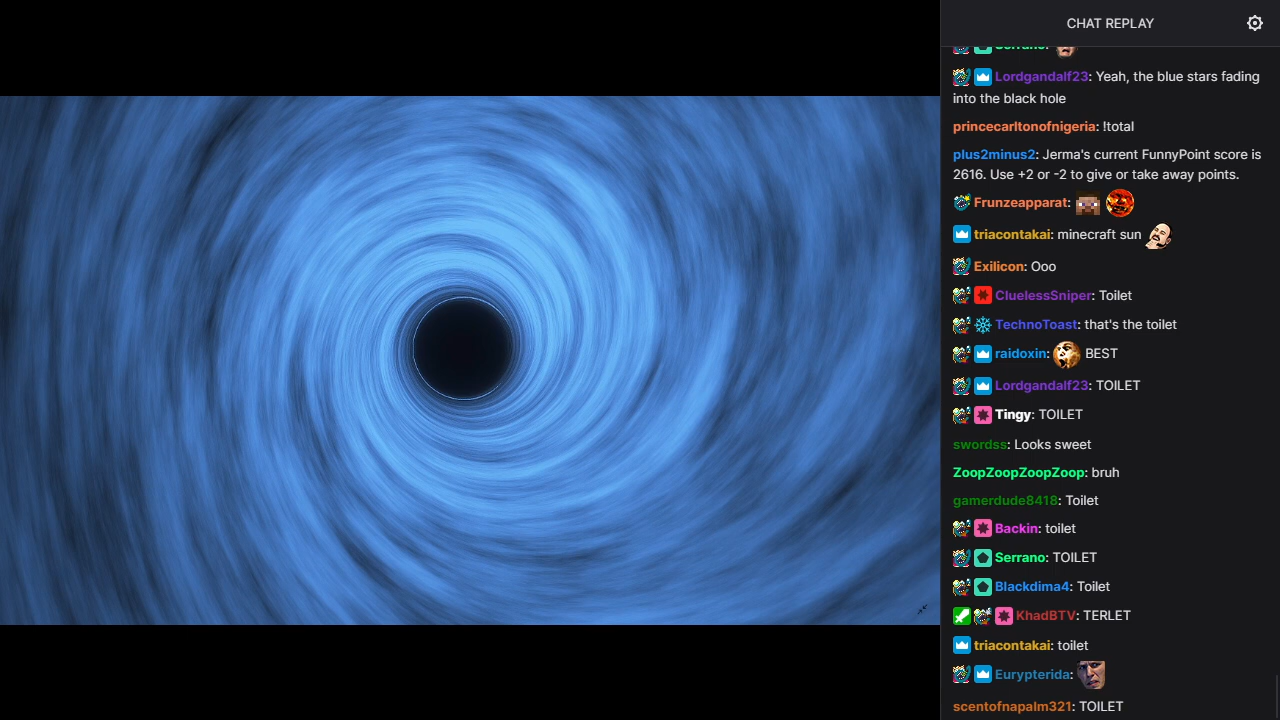 CHAT REPLAY
Serrano:
Lordgandalf23: Yeah, the blue stars fading
into the black hole
princecarltonofnigeria: !total
plus2minus2: Jerma's current FunnyPoint score is
2616. Use +2 or -2 to give or take away points.
Frunzeapparat:
triacontakai: minecraft sun
Exilicon: Ooo
CluelessSniper: Toilet
TechnoToast: that's the toilet
raidoxin: BEST
Lordgandalf23: TOILET
Tingy: TOILET
swordss: Looks sweet
ZoopZoopZoopZoop: bruh
gamerdude8418: Toilet
Backin: toilet
Serrano: TOILET
Blackdima4: Toilet
KhadBTV: TERLET
triacontakai: toilet
Eurypterida:
scentofnapalm321: TOILET